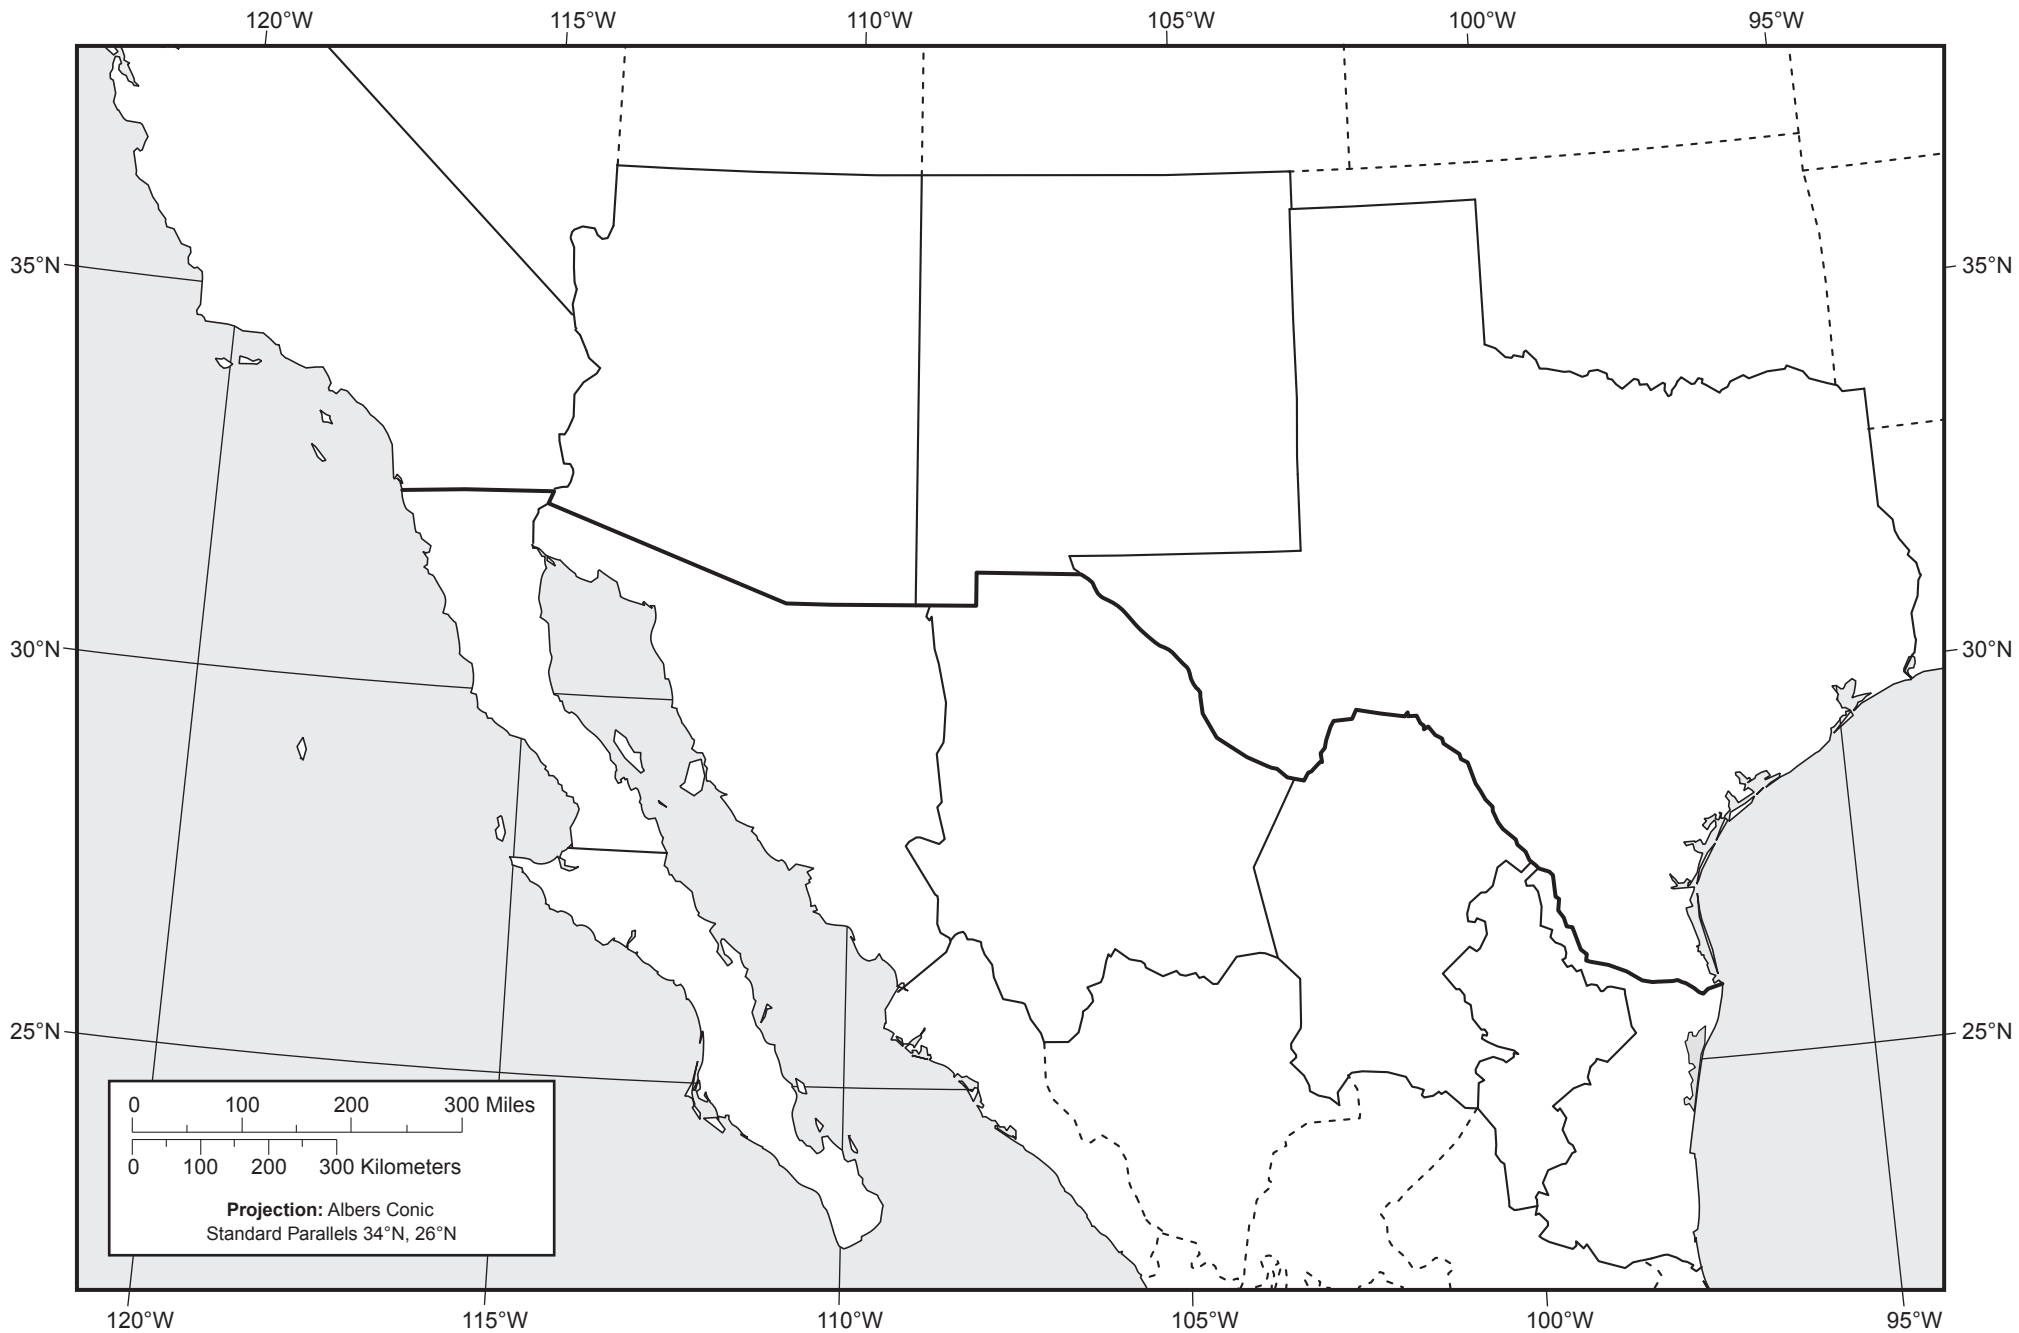 120°W 115°W 110°W 105°W 100°W 95°W
35°N 35°N
30°N 30°N
25°N 25°N
0 100 200 300 Miles
0 100 200 300 Kilometers
Projection: Albers Conic
Standard Parallels 34°N, 26°N
120°W 115°W 110°W 105°W 100°W 95°W